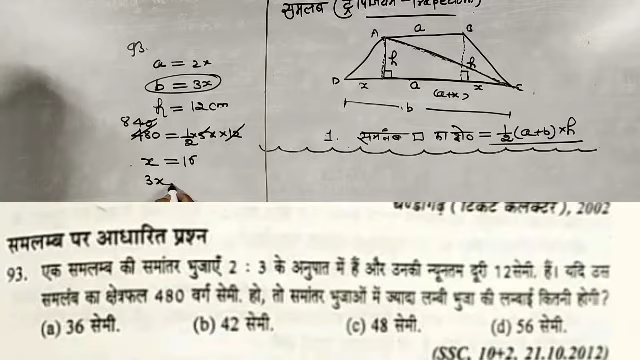 समलंब (ट्रैपिजियम - Trapezium)
93.
a = 2x
b = 3x
h = 12cm
480 = ½ × 5x × 12
x = 16
3x
A a B
h h
D x a x C
(a+x)
b
1. समलंब □ का क्षे० = ½ (a+b) × h
चण्डीगढ़ (टिकट कलक्टर), 2002
समलम्ब पर आधारित प्रश्न
93. एक समलम्ब की समांतर भुजाएँ 2 : 3 के अनुपात में हैं और उनकी न्यूनतम दूरी 12सेमी. हैं। यदि उस
समलंब का क्षेत्रफल 480 वर्ग सेमी. हो, तो समांतर भुजाओं में ज्यादा लम्बी भुजा की लम्बाई कितनी होगी?
(a) 36 सेमी. (b) 42 सेमी. (c) 48 सेमी. (d) 56 सेमी.
(SSC, 10+2, 21.10.2012)